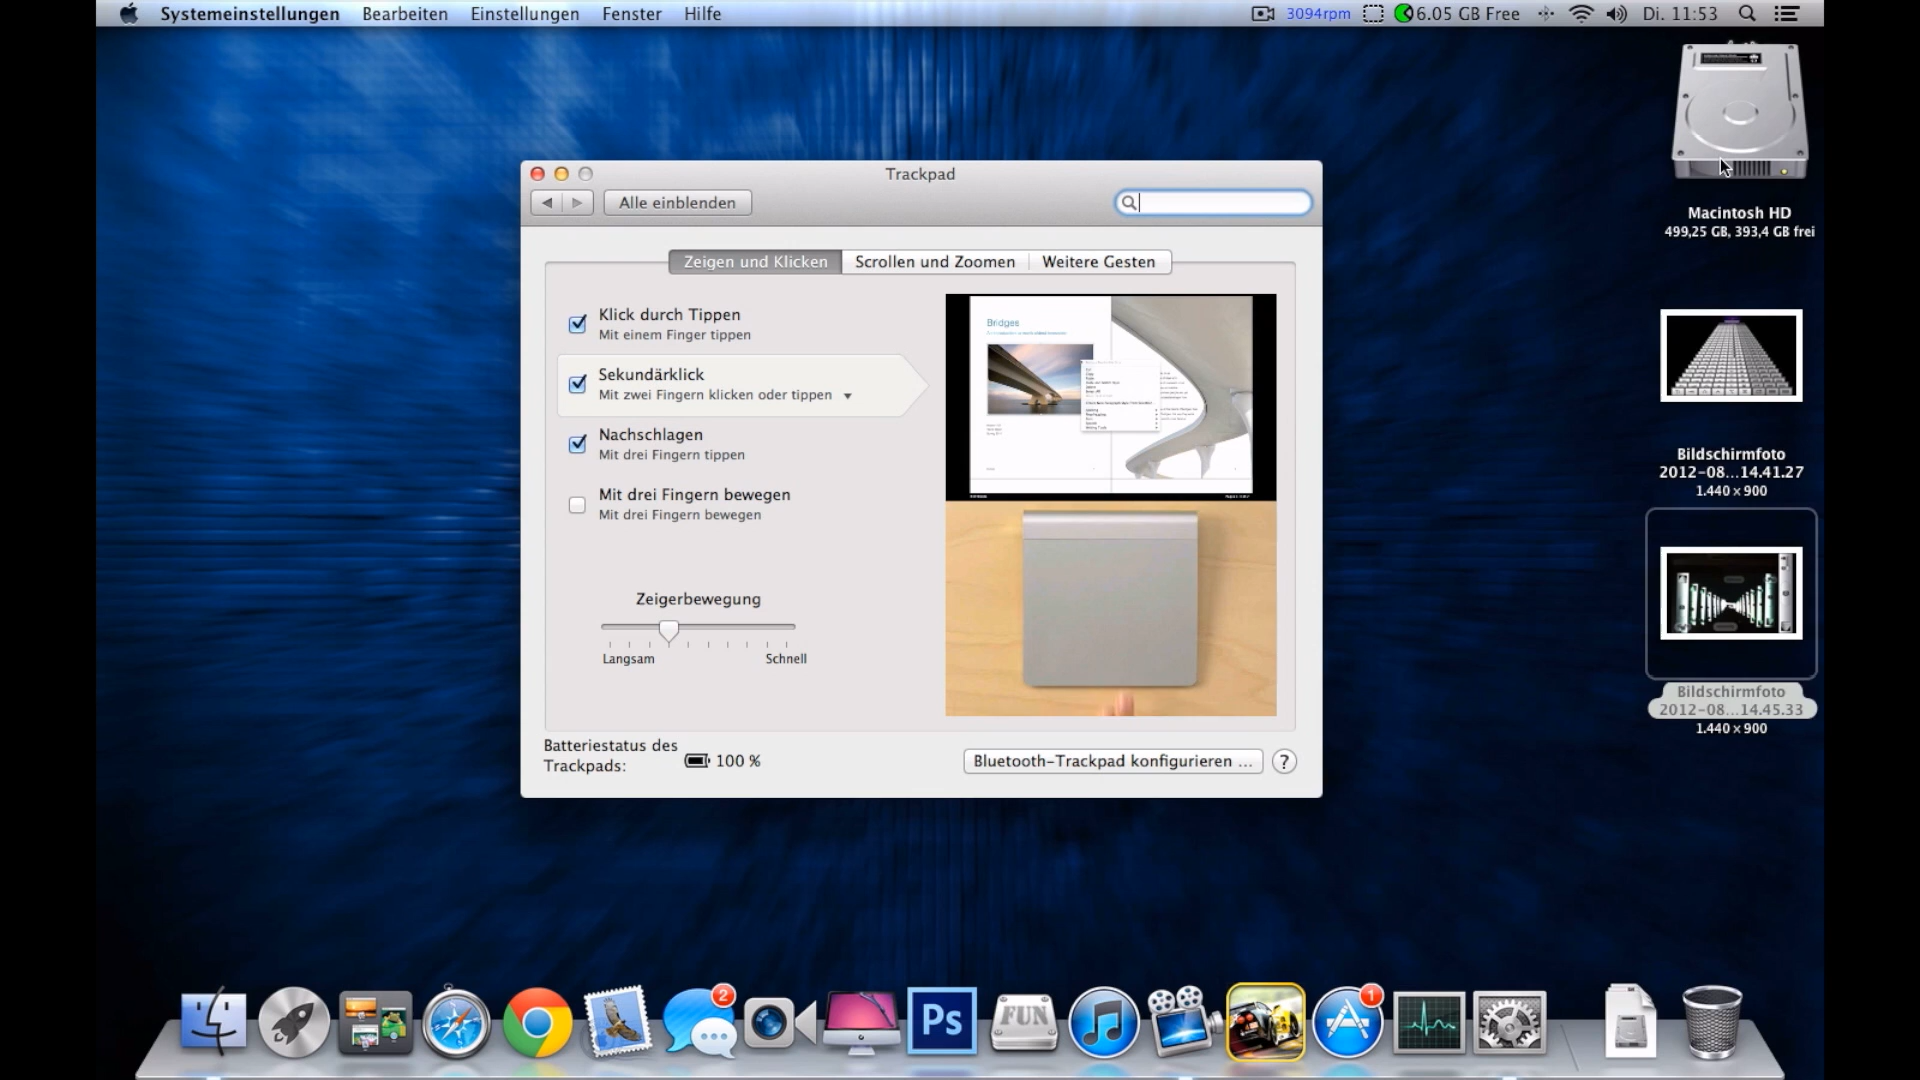 Systemeinstellungen Bearbeiten Einstellungen Fenster Hilfe
3094rpm 6.05 GB Free Di. 11:53
Trackpad
Alle einblenden
Zeigen und Klicken Scrollen und Zoomen Weitere Gesten
Klick durch Tippen
Mit einem Finger tippen
Sekundärklick
Mit zwei Fingern klicken oder tippen
Nachschlagen
Mit drei Fingern tippen
Mit drei Fingern bewegen
Mit drei Fingern bewegen
Zeigerbewegung
Langsam Schnell
Bridges
Batteriestatus des
Trackpads: 100 %
Bluetooth-Trackpad konfigurieren ... ?
Macintosh HD
499,25 GB, 393,4 GB frei
Bildschirmfoto
2012-08...14.41.27
1.440 × 900
Bildschirmfoto
2012-08...14.45.33
1.440 × 900
2
Ps
FUN
1